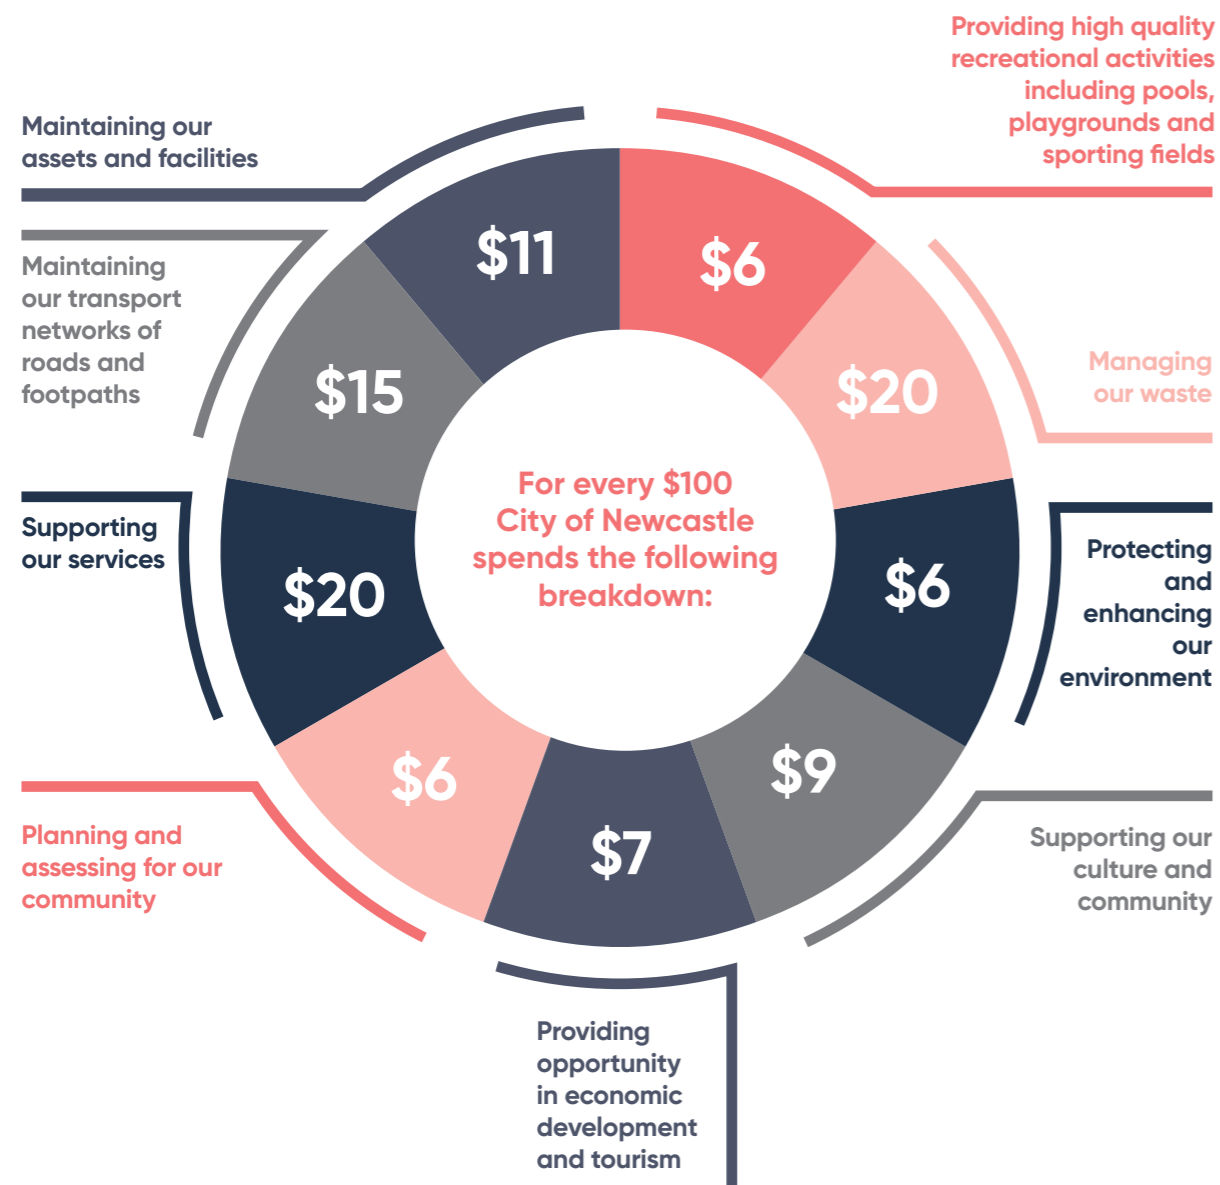 Providing high quality
recreational activities
including pools,
playgrounds and
sporting fields
Maintaining our
assets and facilities
$11
$6
Maintaining
our transport
networks of
roads and
footpaths
$15
$20
Managing
our waste
For every $100
City of Newcastle
spends the following
breakdown:
Supporting
our services
$20
$6
Protecting
and
enhancing
our
environment
$6
$9
$7
Planning and
assessing for our
community
Supporting our
culture and
community
Providing
opportunity
in economic
development
and tourism